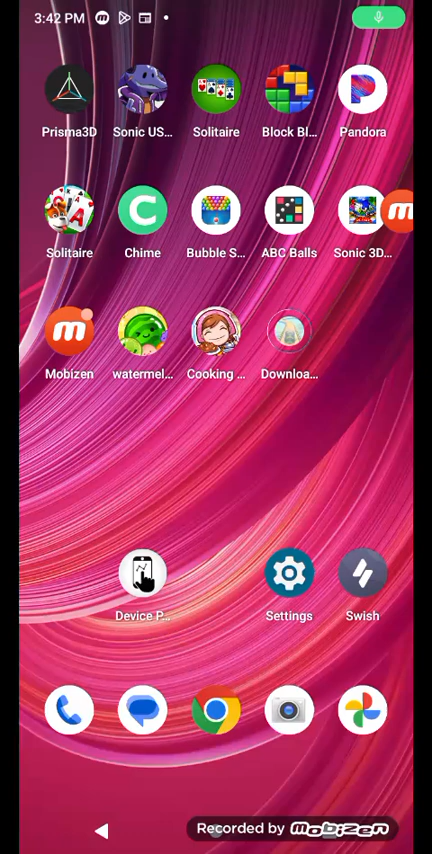 3:42 PM
Prisma3D
Sonic US...
Solitaire
Block Bl...
Pandora
Solitaire
Chime
Bubble S...
ABC Balls
Sonic 3D...
Mobizen
watermel...
Cooking ...
Downloa...
Device P...
Settings
Swish
Recorded by mobizen